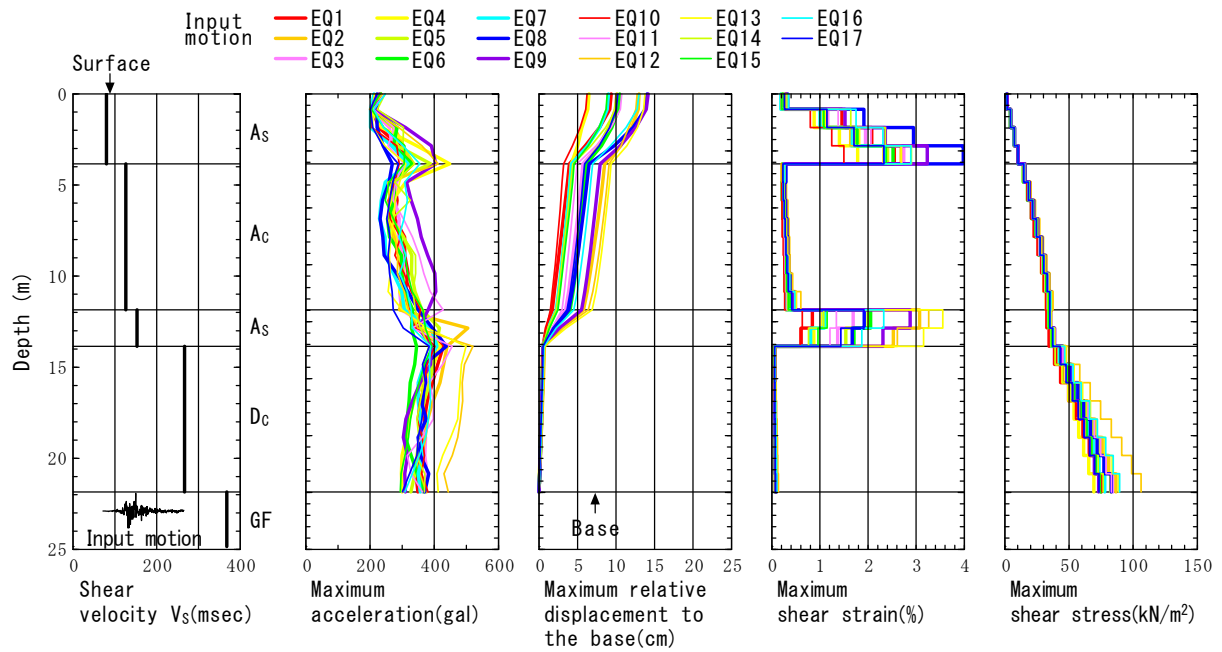 Input motion
EQ1 EQ4 EQ7 EQ10 EQ13 EQ16
EQ2 EQ5 EQ8 EQ11 EQ14 EQ17
EQ3 EQ6 EQ9 EQ12 EQ15
Surface
Depth (m)
0
5
10
15
20
25
As
Ac
As
Dc
GF
Input motion
0 200 400
Shear
velocity Vs(msec)
0 200 400 600
Maximum
acceleration(gal)
Base
0 5 10 15 20 25
Maximum relative
displacement to
the base(cm)
0 1 2 3 4
Maximum
shear strain(%)
0 50 100 150
Maximum
shear stress(kN/m²)